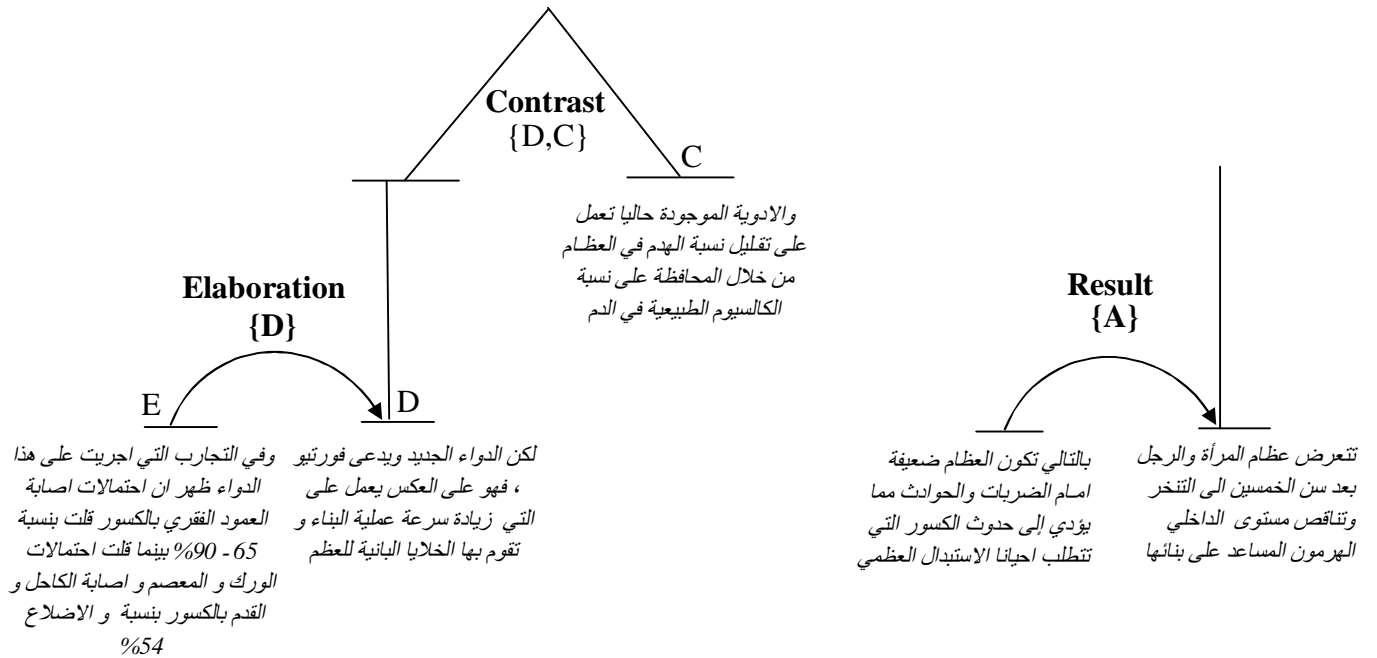 Contrast
{D,C}
C
والادوية الموجودة حاليا تعمل
على تقليل نسبة الهدم في العظام
من خلال المحافظة على نسبة
الكالسيوم الطبيعية في الدم
Result
{A}
تتعرض عظام المرأة والرجل
بعد سن الخمسين الى التنخر
وتناقص مستوى الداخلي
الهرمون المساعد على بنائها
بالتالي تكون العظام ضعيفة
امام الضربات والحوادث مما
يؤدي إلى حدوث الكسور التي
تتطلب احيانا الاستبدال العظمي
Elaboration
{D}
D
لكن الدواء الجديد ويدعى فورتيو
، فهو على العكس يعمل على
التي زيادة سرعة عملية البناء و
تقوم بها الخلايا البانية للعظم
E
وفي التجارب التي اجريت على هذا
الدواء ظهر ان احتمالات اصابة
العمود الفقري بالكسور قلت بنسبة
65 - 90% بينما قلت احتمالات
الورك و المعصم و اصابة الكاحل و
القدم بالكسور بنسبة و الاضلاع
%54